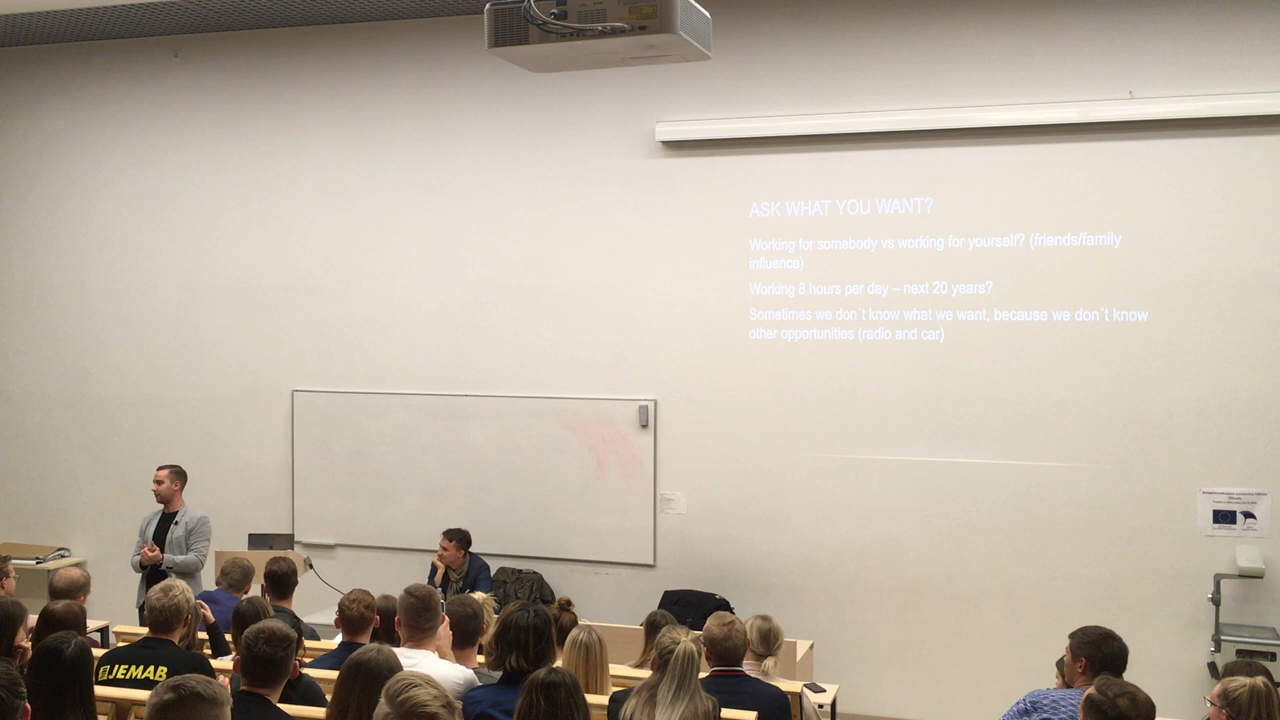 ASK WHAT YOU WANT?
Working for somebody vs working for yourself? (friends/family
influence)
Working 8 hours per day – next 20 years?
Sometimes we don´t know what we want, because we don´t know
other opportunities (radio and car)
JEMAB